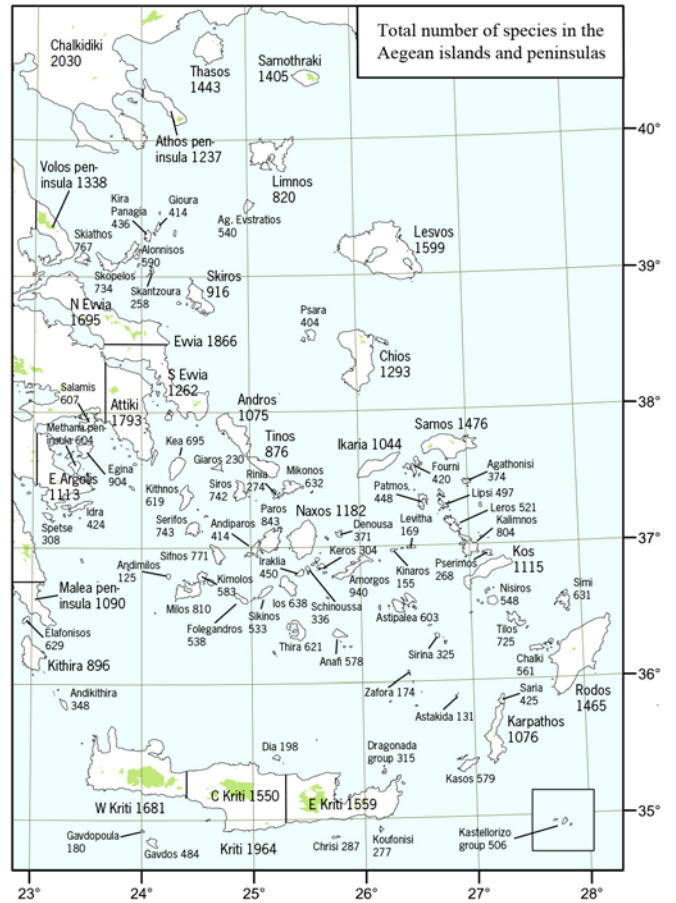 Total number of species in the
Aegean islands and peninsulas
Chalkidiki
2030
Thasos
1443
Samothraki
1405
40°
Athos pen-
insula 1237
Volos pen-
insula 1338
Limnos
820
Kira
Panagia
436
Gioura
414
Ag. Evstratios
540
Skiathos
767
Alonnisos
590
Lesvos
1599
39°
Skopelos
734
Skantzoura
258
Skiros
916
N Evvia
1695
Psara
404
Evvia 1866
Chios
1293
S Evvia
1262
Salamis
607
Attiki
1793
38°
Andros
1075
Methana pen-
insula 604
Samos 1476
Tinos
876
Ikaria 1044
Kea 695
Giaros 230
Egina
904
E Argolis
1113
Mikonos
632
Rinia
274
Fourni
420
Agathonisi
374
Siros
742
Kithnos
619
Patmos
448
Lipsi 497
Idra
424
Paros
843
Naxos 1182
Leros 521
Spetse
308
Serifos
743
Andiparos
414
Denousa
371
Levitha
169
Kalimnos
804
37°
Sifnos 771
Keros 304
Kos
1115
Andimilos
125
Iraklia
450
Kinaros
155
Pserimos
268
Malea pen-
insula 1090
Kimolos
583
Amorgos
940
Nisiros
548
Simi
631
Milos 810
Ios 638
Schinoussa
336
Sikinos
533
Astipalea 603
Elafonisos
629
Folegandros
538
Tilos
725
Thira 621
Anafi 578
Sirina 325
Chalki
561
Kithira 896
36°
Zafora 174
Saria
425
Rodos
1465
Andikithira
348
Astakida 131
Karpathos
1076
Dia 198
Dragonada
group 315
Kasos 579
C Kriti 1550
E Kriti 1559
W Kriti 1681
35°
Gavdopoula
180
Gavdos 484
Kriti 1964
Chrisi 287
Koufonisi
277
Kastellorizo
group 506
23°
24°
25°
26°
27°
28°